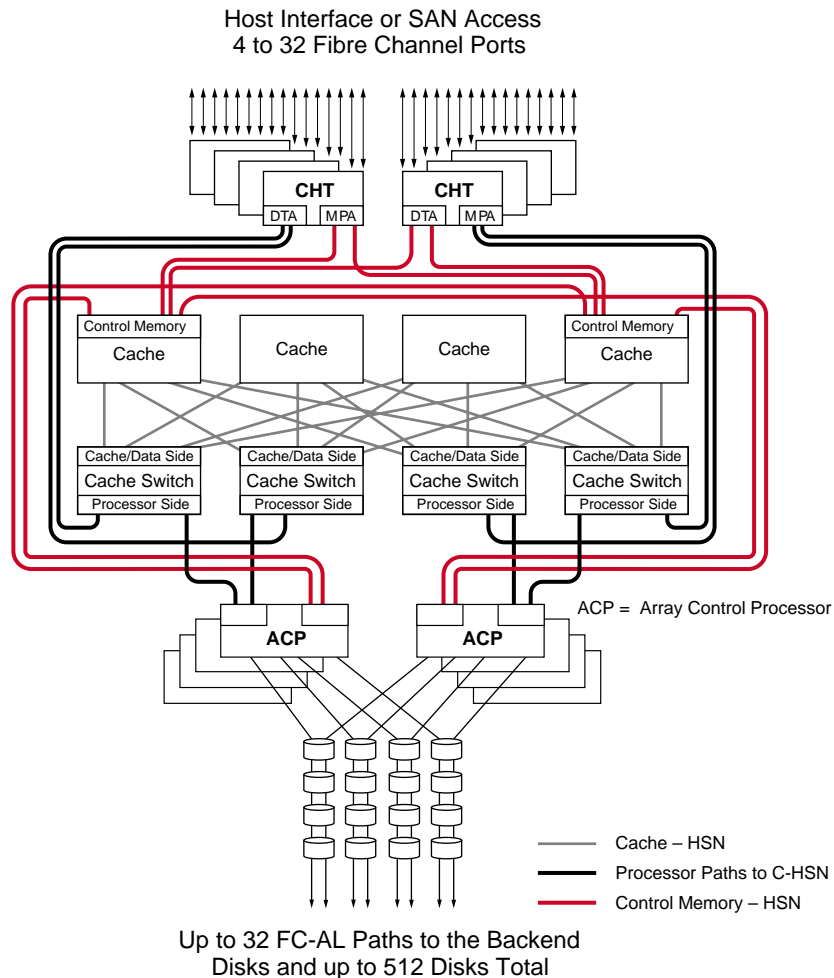 Host Interface or SAN Access
4 to 32 Fibre Channel Ports
CHT
CHT
DTA
MPA
DTA
MPA
Control Memory
Cache
Cache
Cache
Control Memory
Cache
Cache/Data Side
Cache Switch
Processor Side
Cache/Data Side
Cache Switch
Processor Side
Cache/Data Side
Cache Switch
Processor Side
Cache/Data Side
Cache Switch
Processor Side
ACP
ACP
ACP = Array Control Processor
Cache – HSN
Processor Paths to C-HSN
Control Memory – HSN
Up to 32 FC-AL Paths to the Backend
Disks and up to 512 Disks Total